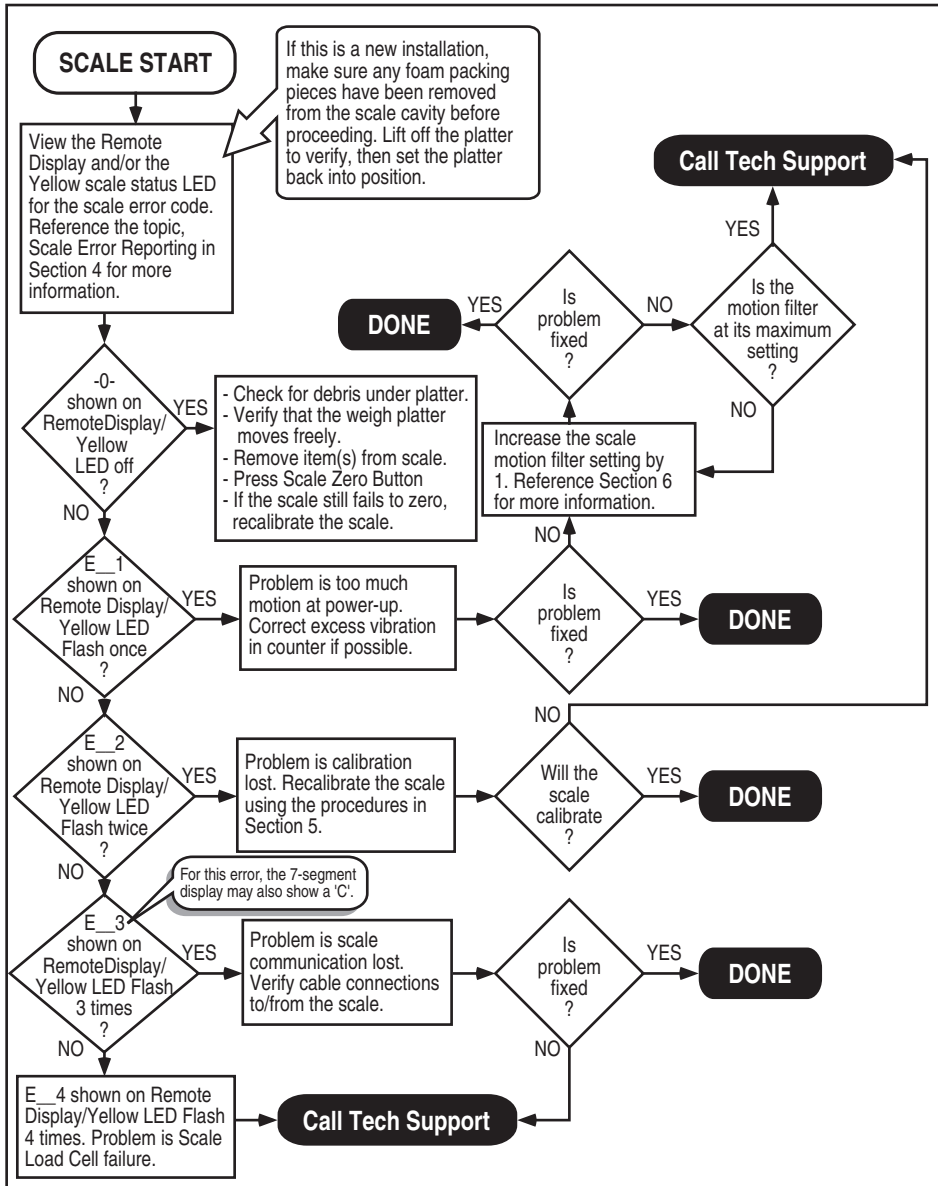 SCALE START
If this is a new installation,
make sure any foam packing
pieces have been removed
from the scale cavity before
proceeding. Lift off the platter
to verify, then set the platter
back into position.
View the Remote
Display and/or the
Yellow scale status LED
for the scale error code.
Reference the topic,
Scale Error Reporting in
Section 4 for more
information.
Call Tech Support
YES
Is the
motion filter
at its maximum
setting
?
NO
NO
Is
problem
fixed
?
YES
DONE
-0-
shown on
RemoteDisplay/
Yellow
LED off
?
YES
- Check for debris under platter.
- Verify that the weigh platter
moves freely.
- Remove item(s) from scale.
- Press Scale Zero Button
- If the scale still fails to zero,
recalibrate the scale.
Increase the scale
motion filter setting by
1. Reference Section 6
for more information.
NO
NO
E__1
shown on
Remote Display/
Yellow LED
Flash once
?
YES
Problem is too much
motion at power-up.
Correct excess vibration
in counter if possible.
Is
problem
fixed
?
YES
DONE
NO
E__2
shown on
Remote Display/
Yellow LED
Flash twice
?
YES
Problem is calibration
lost. Recalibrate the scale
using the procedures in
Section 5.
NO
Will the
scale
calibrate
?
YES
DONE
NO
For this error, the 7-segment
display may also show a 'C'.
E__3
shown on
RemoteDisplay/
Yellow LED Flash
3 times
?
YES
Problem is scale
communication lost.
Verify cable connections
to/from the scale.
Is
problem
fixed
?
YES
DONE
NO
NO
E__4 shown on Remote
Display/Yellow LED Flash
4 times. Problem is Scale
Load Cell failure.
Call Tech Support